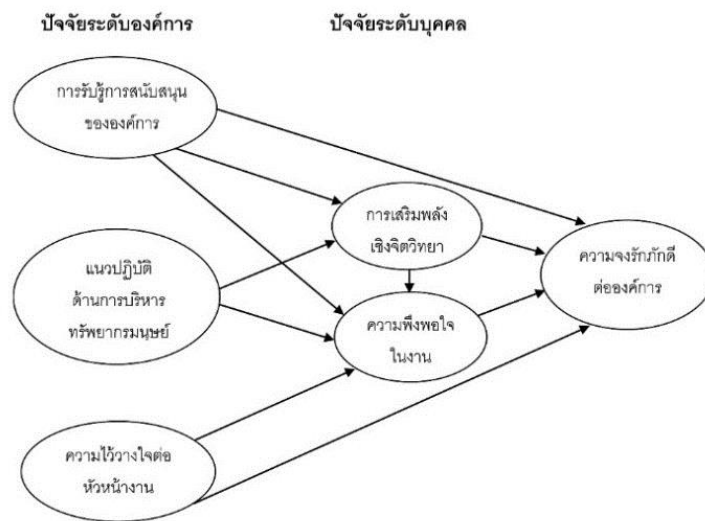 ปัจจัยระดับองค์การ
ปัจจัยระดับบุคคล
การรับรู้การสนับสนุน
ขององค์การ
การเสริมพลัง
เชิงจิตวิทยา
ความจงรักภักดี
ต่อองค์การ
แนวปฏิบัติ
ด้านการบริหาร
ทรัพยากรมนุษย์
ความพึงพอใจ
ในงาน
ความไว้วางใจต่อ
หัวหน้างาน